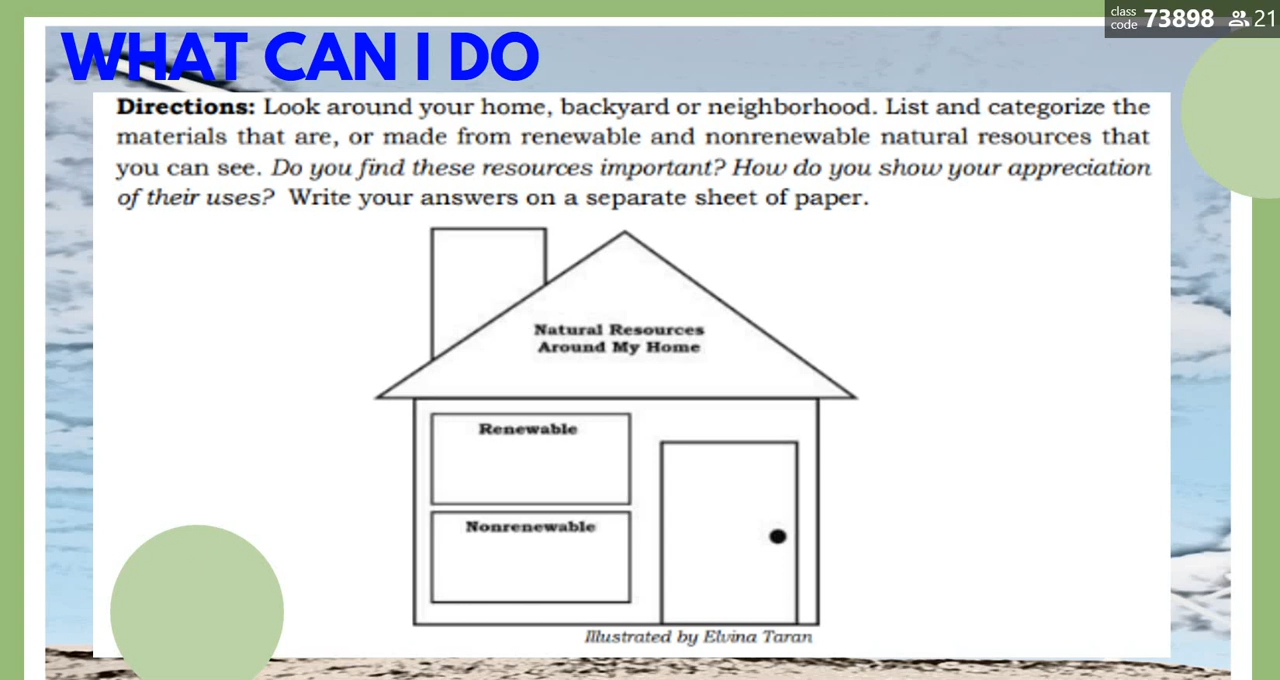 class code 73898 21
WHAT CAN I DO
Directions: Look around your home, backyard or neighborhood. List and categorize the
materials that are, or made from renewable and nonrenewable natural resources that
you can see. Do you find these resources important? How do you show your appreciation
of their uses? Write your answers on a separate sheet of paper.
Natural Resources
Around My Home
Renewable
Nonrenewable
Illustrated by Elvina Taran